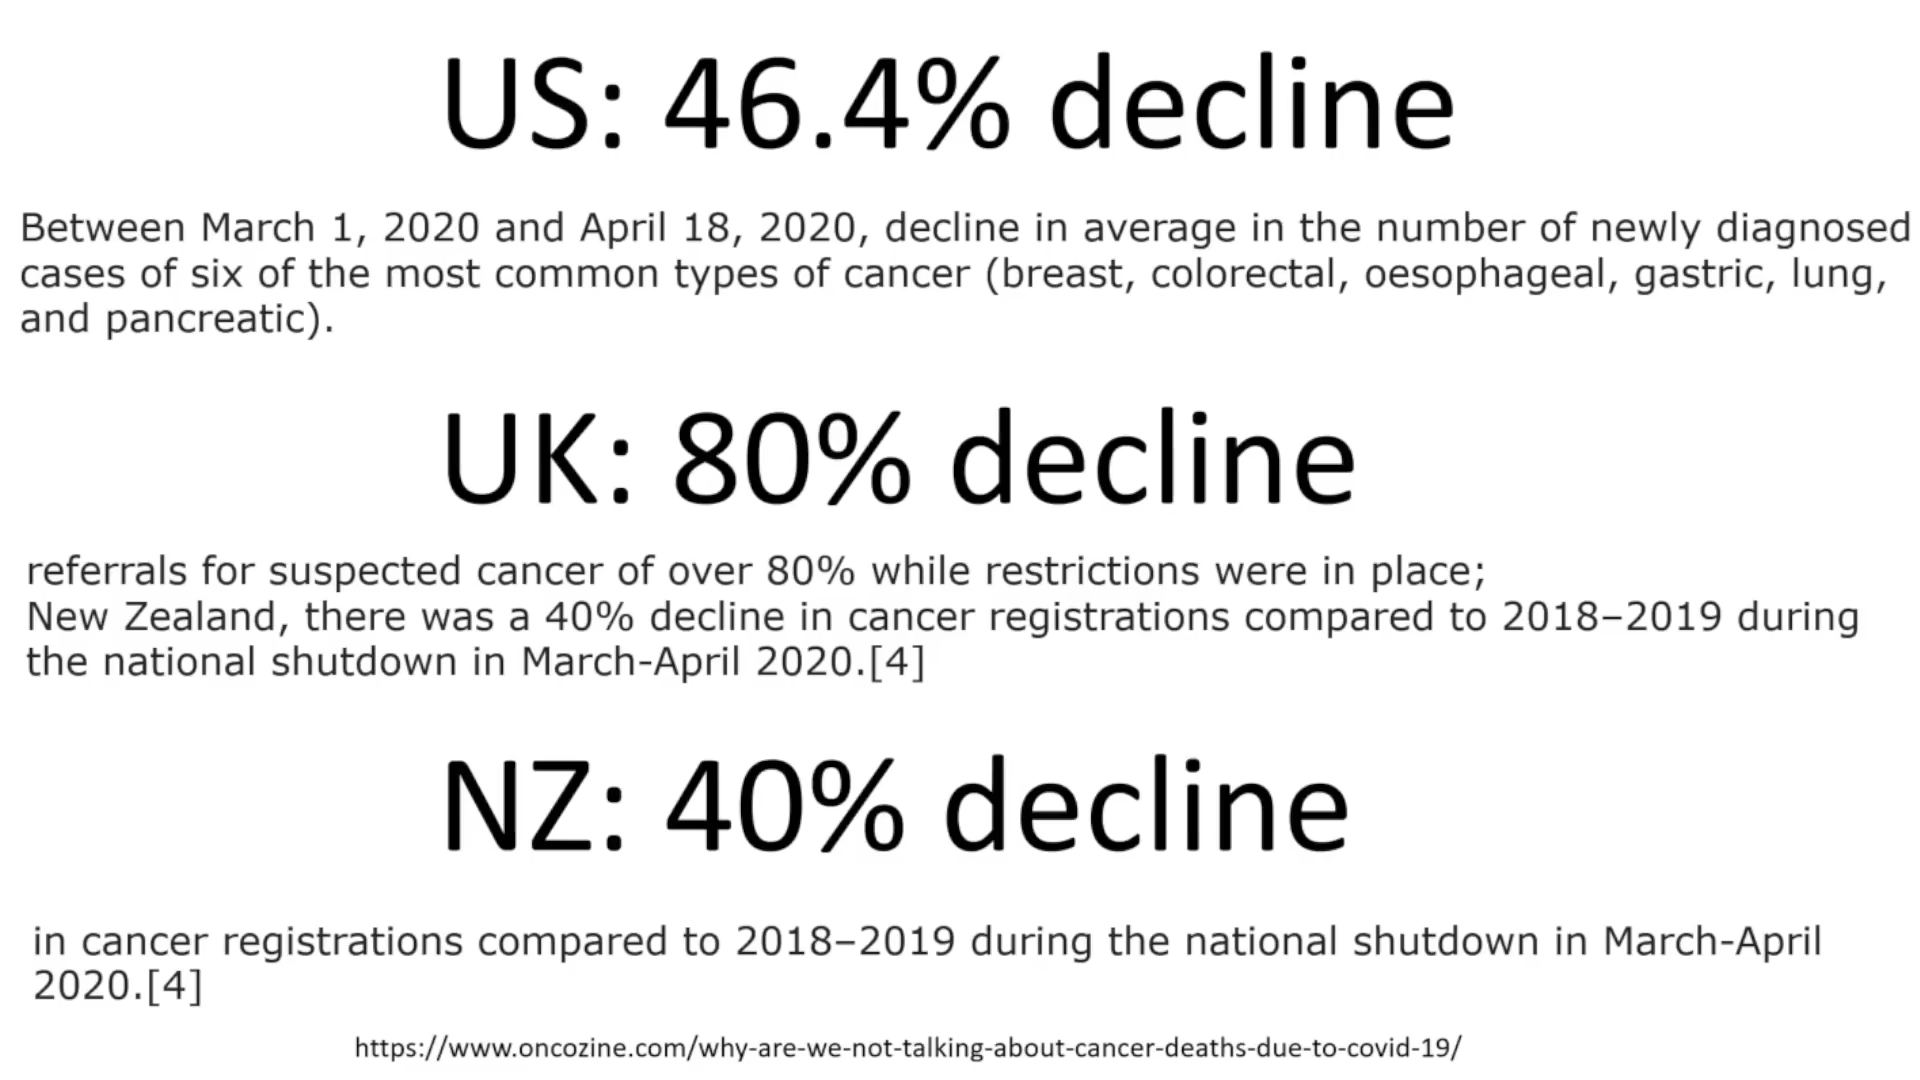 US: 46.4% decline
Between March 1, 2020 and April 18, 2020, decline in average in the number of newly diagnosed
cases of six of the most common types of cancer (breast, colorectal, oesophageal, gastric, lung,
and pancreatic).
UK: 80% decline
referrals for suspected cancer of over 80% while restrictions were in place;
New Zealand, there was a 40% decline in cancer registrations compared to 2018–2019 during
the national shutdown in March-April 2020.[4]
NZ: 40% decline
in cancer registrations compared to 2018–2019 during the national shutdown in March-April
2020.[4]
https://www.oncozine.com/why-are-we-not-talking-about-cancer-deaths-due-to-covid-19/